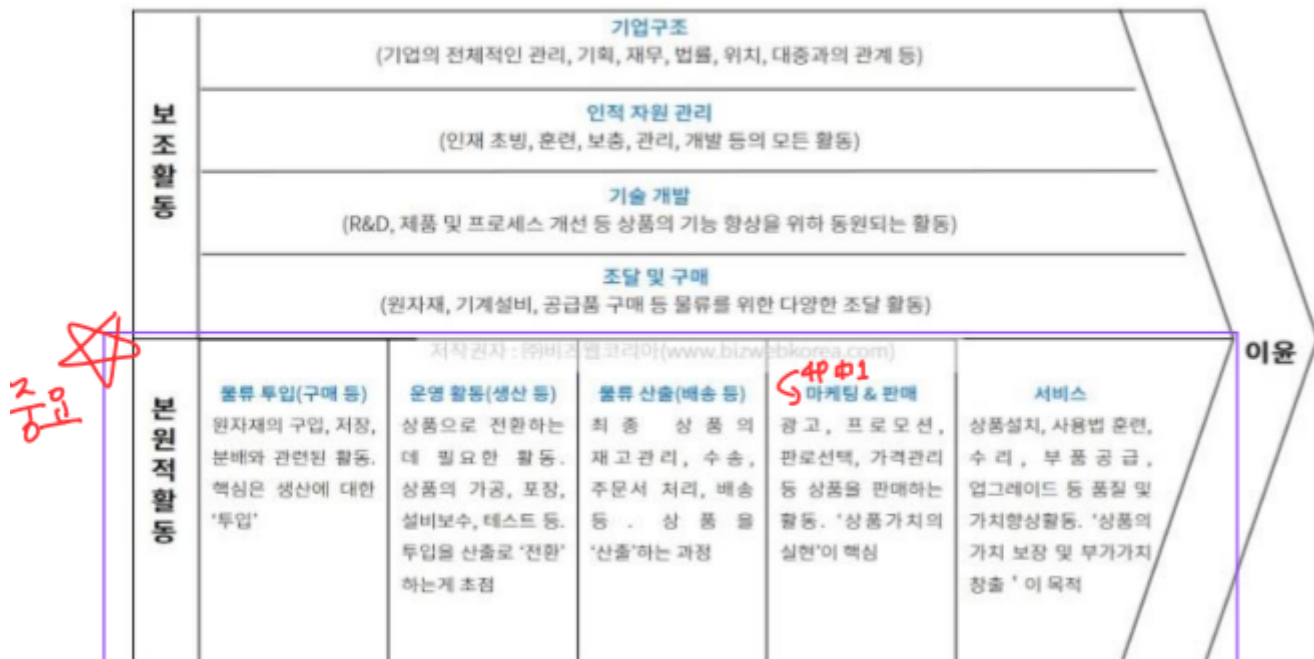 기업구조
(기업의 전체적인 관리, 기획, 재무, 법률, 위치, 대중과의 관계 등)
보조활동
인적 자원 관리
(인재 초빙, 훈련, 보충, 관리, 개발 등의 모든 활동)
기술 개발
(R&D, 제품 및 프로세스 개선 등 상품의 기능 향상을 위하 동원되는 활동)
조달 및 구매
(원자재, 기계설비, 공급품 구매 등 물류를 위한 다양한 조달 활동)
중요
저작권자 : ㈜비즈웹코리아(www.bizwebkorea.com)
이윤
본원적활동
물류 투입(구매 등)
원자재의 구입, 저장,
분배와 관련된 활동.
핵심은 생산에 대한
'투입'
운영 활동(생산 등)
상품으로 전환하는
데 필요한 활동.
상품의 가공, 포장,
설비보수, 테스트 등.
투입을 산출로 '전환'
하는게 초점
물류 산출(배송 등)
최종 상품의
재고관리, 수송,
주문서 처리, 배송
등. 상품을
'산출'하는 과정
4P 中 1
마케팅 & 판매
광고, 프로모션,
판로선택, 가격관리
등 상품을 판매하는
활동. '상품가치의
실현'이 핵심
서비스
상품설치, 사용법 훈련,
수리, 부품공급,
업그레이드 등 품질 및
가치향상활동. '상품의
가치 보장 및 부가가치
창출 ' 이 목적